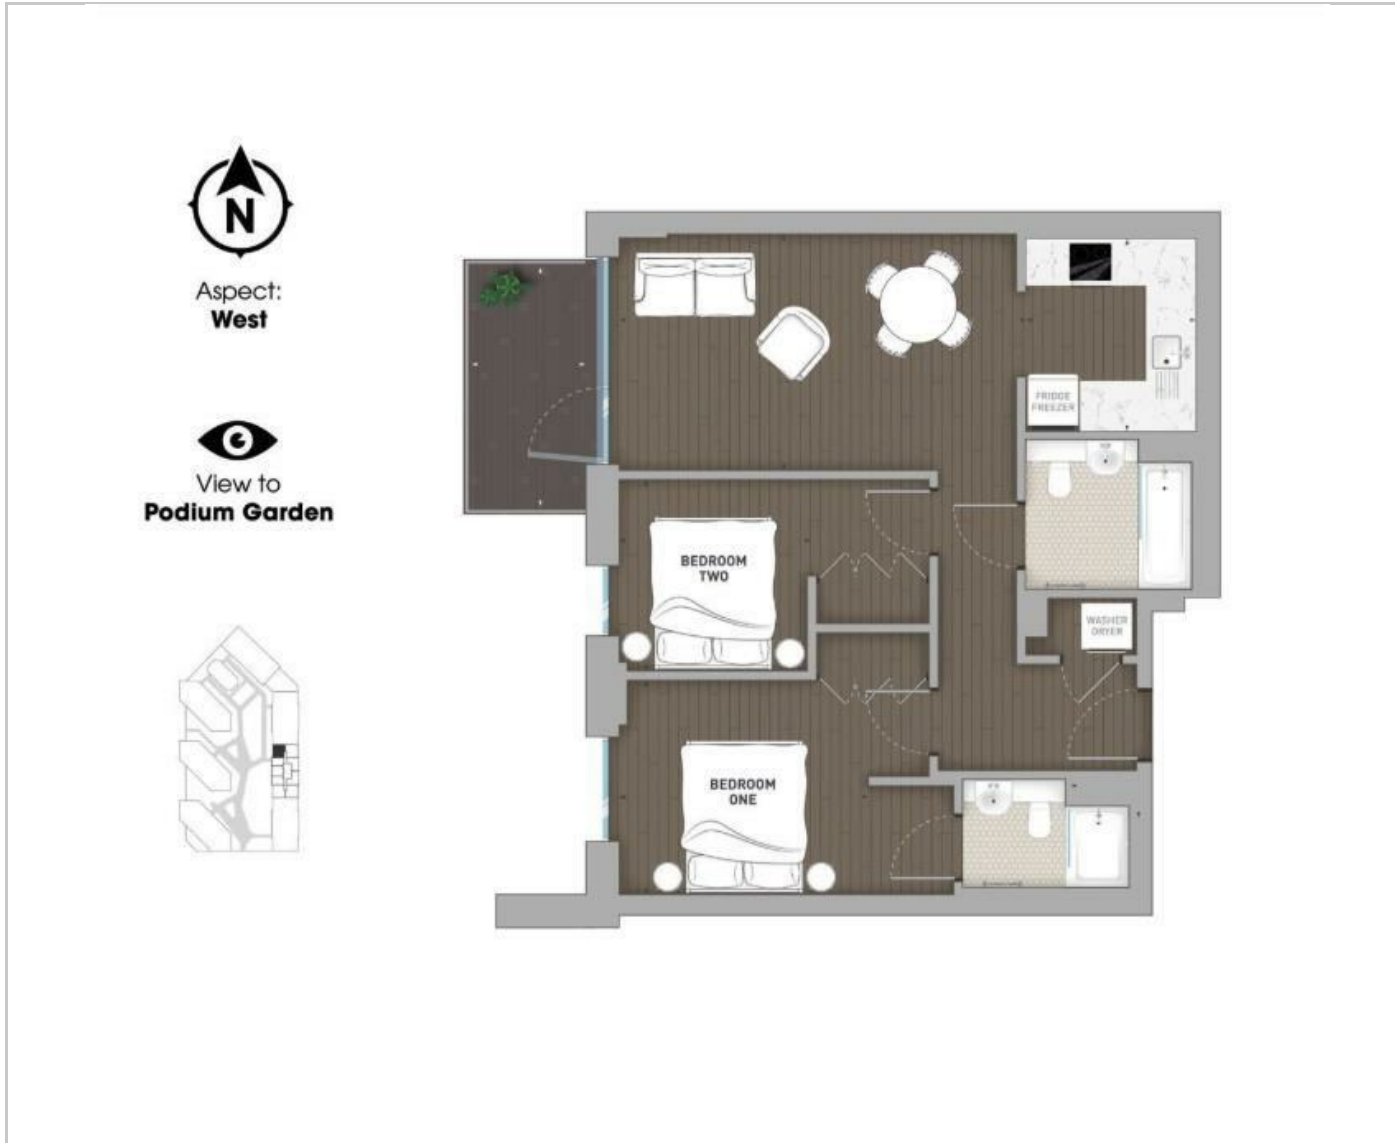 N
Aspect:
West
View to
Podium Garden
FRIDGE
FREEZER
BEDROOM
TWO
WASHER
DRYER
BEDROOM
ONE